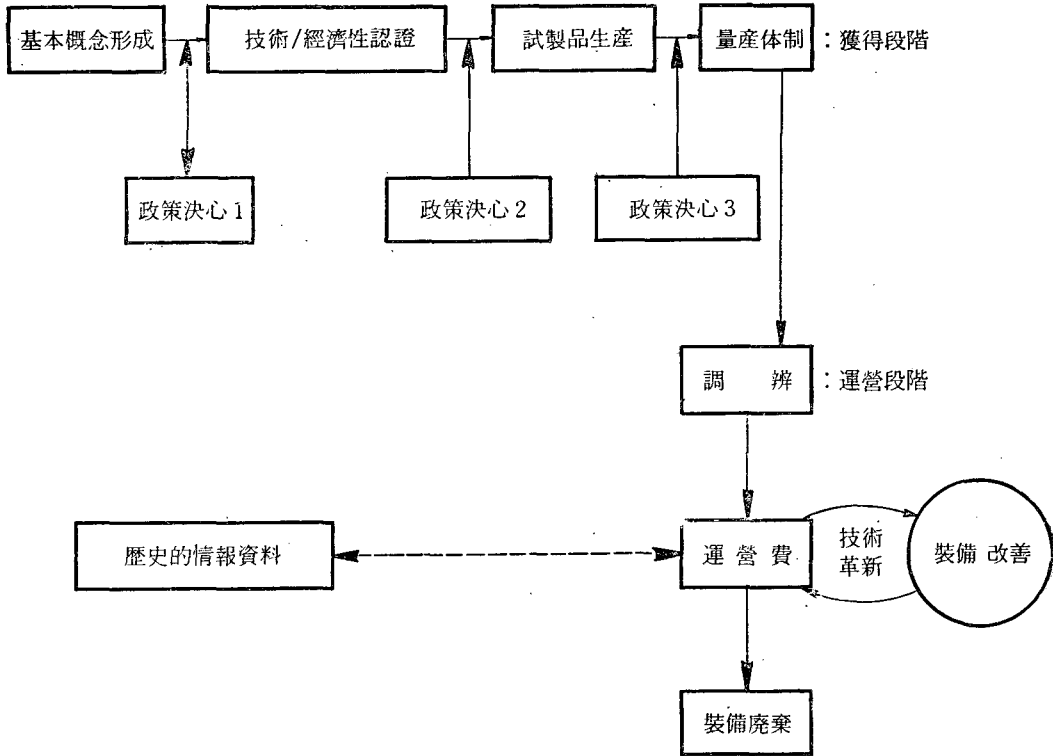 基本概念形成
技術/經濟性認證
試製品生産
量産体制
：獲得段階
政策決心 1
政策決心 2
政策決心 3
調 辨
：運營段階
歴史的情報資料
運 營 費
技術
革新
裝備 改善
裝備廃棄